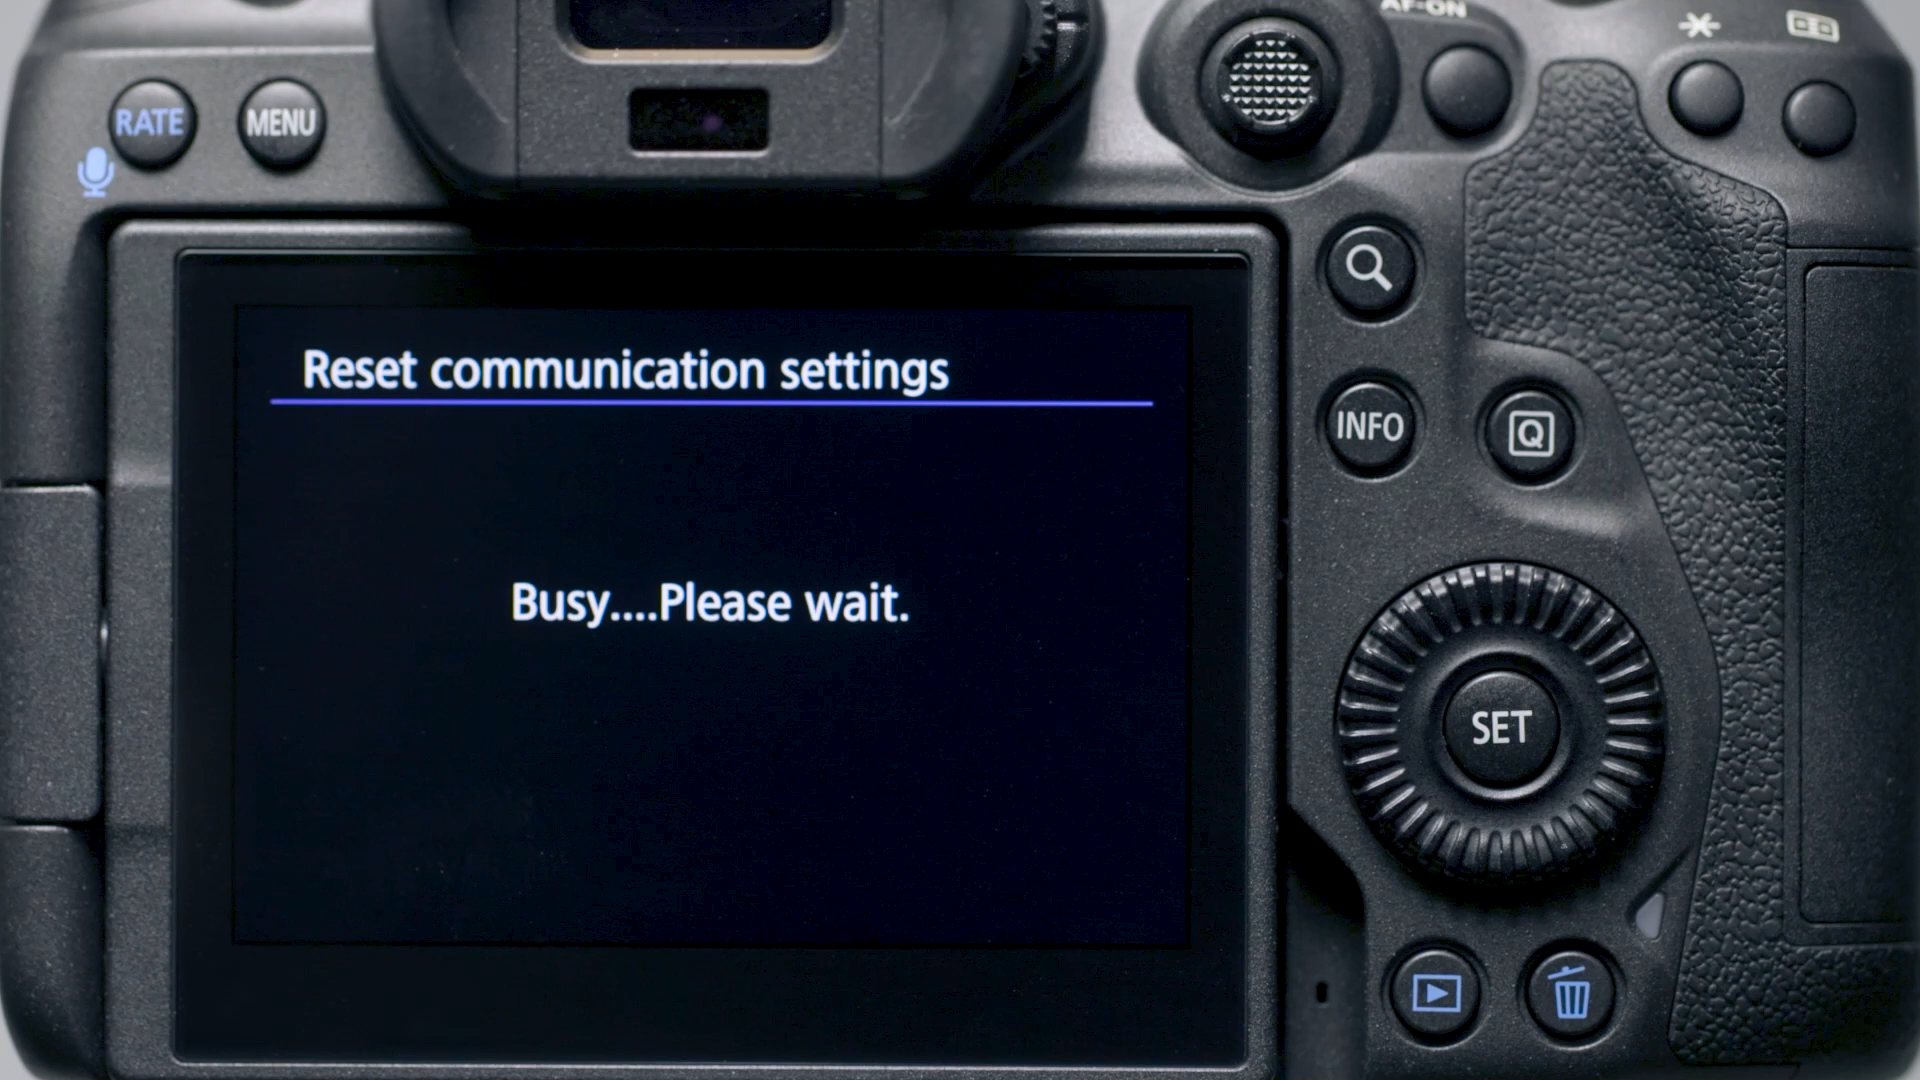 AF-ON
RATE
MENU
Reset communication settings
INFO
Q
Busy....Please wait.
SET